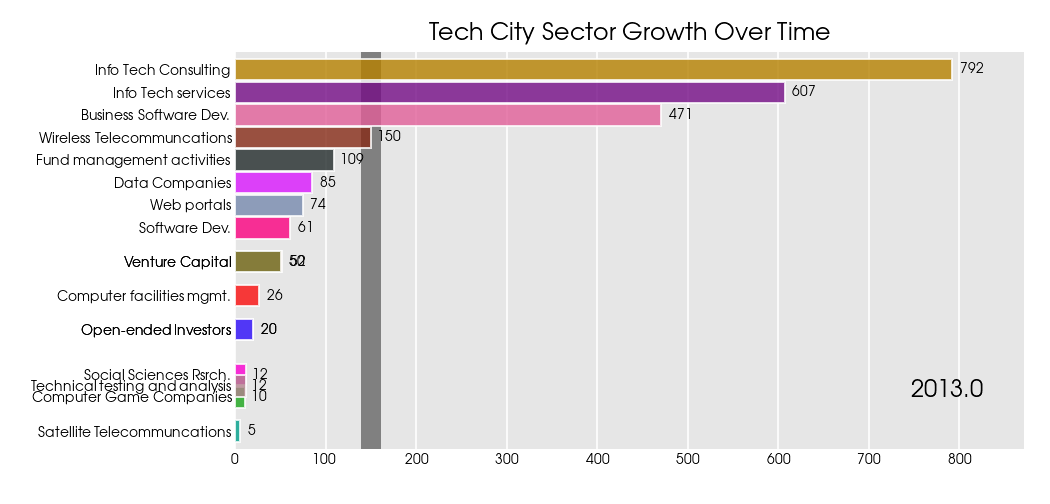 Tech City Sector Growth Over Time
Info Tech Consulting 792
Info Tech services 607
Business Software Dev. 471
Wireless Telecommuncations 150
Fund management activities 109
Data Companies 85
Web portals 74
Software Dev. 61
Venture Capital
Computer facilities mgmt. 26
Open-ended Investors 20
Social Sciences Rsrch. 12
Technical testing and analysis 12
Computer Game Companies 10
2013.0
Satellite Telecommuncations 5
0 100 200 300 400 500 600 700 800